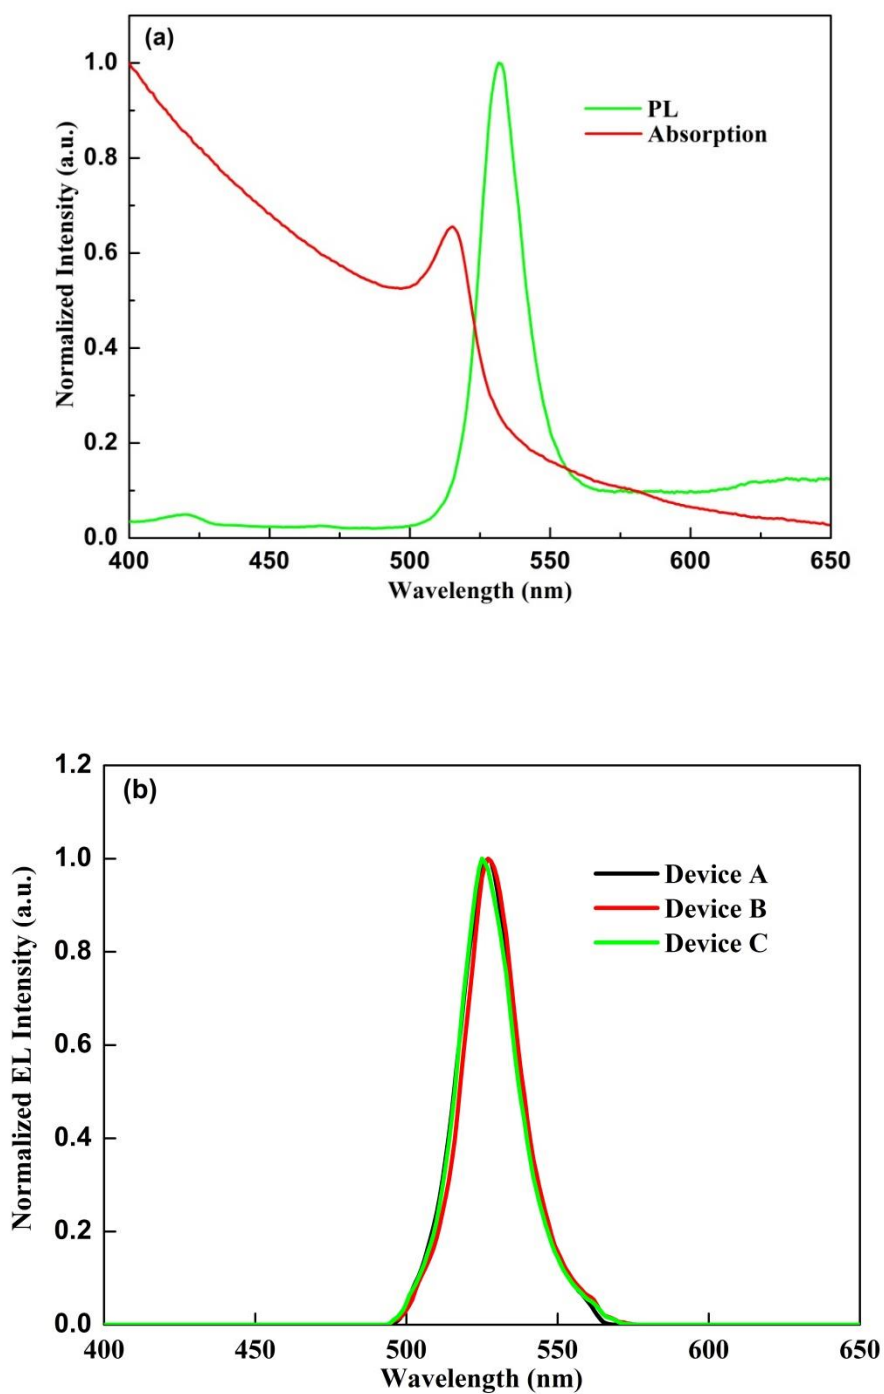 (a)
1.0
0.8
0.6
0.4
0.2
0.0
Normalized Intensity (a.u.)
PL
Absorption
400 450 500 550 600 650
Wavelength (nm)
(b)
1.2
1.0
0.8
0.6
0.4
0.2
0.0
Normalized EL Intensity (a.u.)
Device A
Device B
Device C
400 450 500 550 600 650
Wavelength (nm)